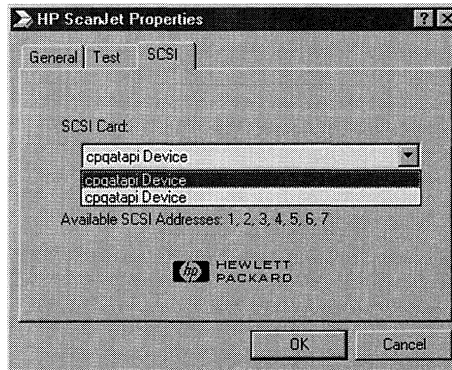 HP ScanJet Properties
General Test SCSI
SCSI Card:
cpqatapi Device
cpqatapi Device
cpqatapi Device
Available SCSI Addresses: 1, 2, 3, 4, 5, 6, 7
hp HEWLETT
PACKARD
OK Cancel